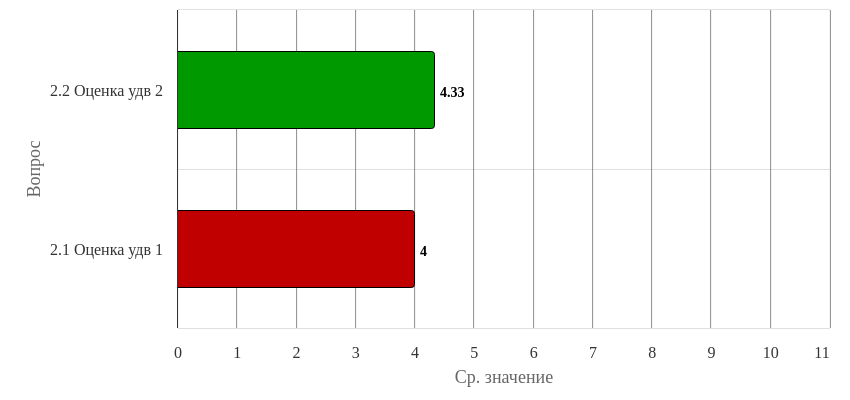 2.2 Оценка удв 2
4.33
Вопрос
2.1 Оценка удв 1
4
0 1 2 3 4 5 6 7 8 9 10 11
Ср. значение